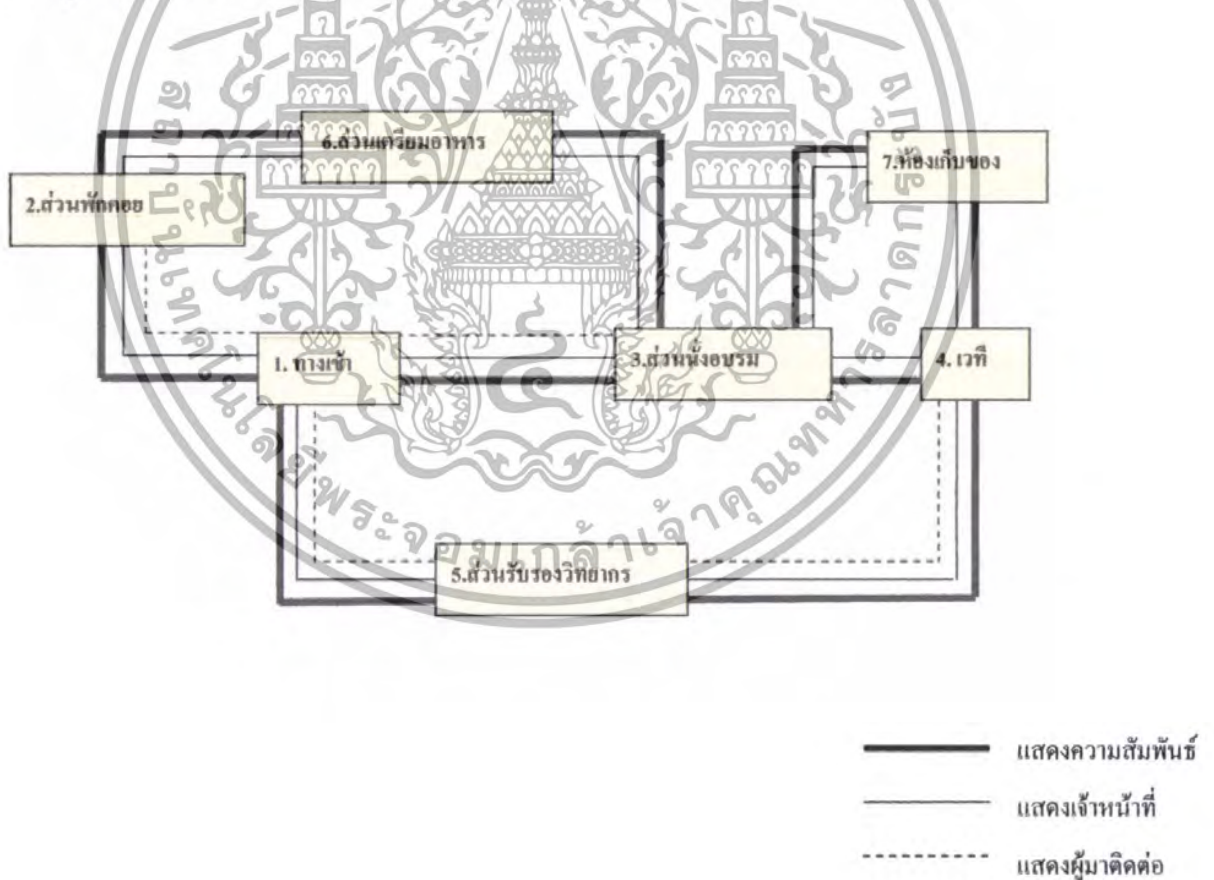 6.ส่วนเตรียมอาหาร
7.ห้องเก็บของ
2.ส่วนพักคอย
1. ทางเข้า
3.ส่วนนั่งอบรม
4. เวที
5.ส่วนรับรองวิทยากร
แสดงความสัมพันธ์
แสดงเจ้าหน้าที่
แสดงผู้มาติดต่อ